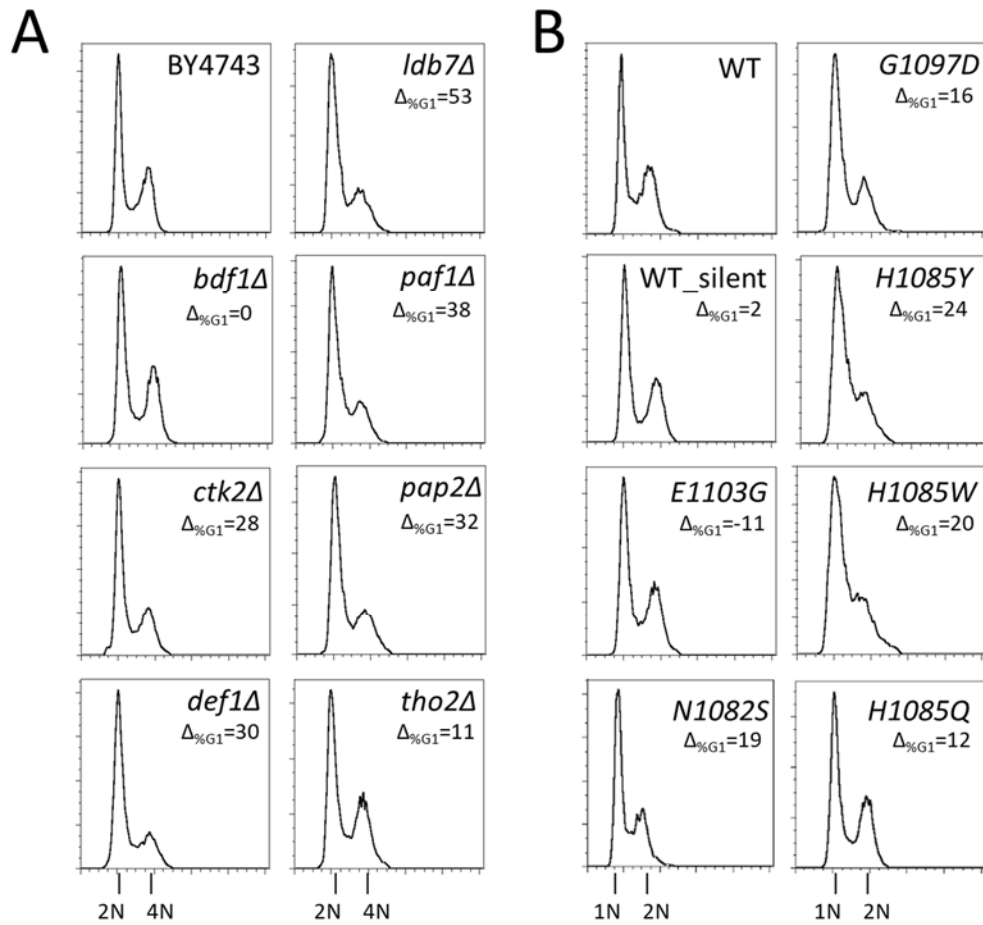 A
BY4743
ldb7Δ
Δ%G1=53
bdf1Δ
Δ%G1=0
paf1Δ
Δ%G1=38
ctk2Δ
Δ%G1=28
pap2Δ
Δ%G1=32
def1Δ
Δ%G1=30
tho2Δ
Δ%G1=11
2N 4N
2N 4N
B
WT
G1097D
Δ%G1=16
WT_silent
Δ%G1=2
H1085Y
Δ%G1=24
E1103G
Δ%G1=-11
H1085W
Δ%G1=20
N1082S
Δ%G1=19
H1085Q
Δ%G1=12
1N 2N
1N 2N